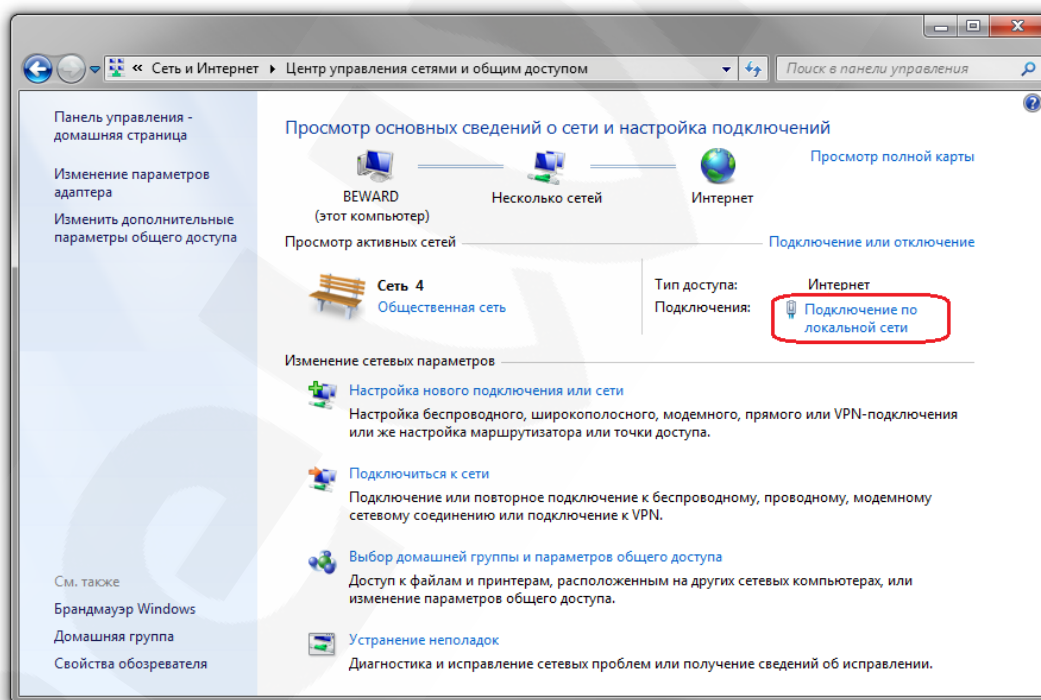 « Сеть и Интернет ▸ Центр управления сетями и общим доступом
Поиск в панели управления
Панель управления -
домашняя страница
Изменение параметров
адаптера
Изменить дополнительные
параметры общего доступа
См. также
Брандмауэр Windows
Домашняя группа
Свойства обозревателя
Просмотр основных сведений о сети и настройка подключений
Просмотр полной карты
BEWARD
(этот компьютер)
Несколько сетей
Интернет
Просмотр активных сетей
Подключение или отключение
Сеть 4
Общественная сеть
Тип доступа: Интернет
Подключения: Подключение по
локальной сети
Изменение сетевых параметров
Настройка нового подключения или сети
Настройка беспроводного, широкополосного, модемного, прямого или VPN-подключения
или же настройка маршрутизатора или точки доступа.
Подключиться к сети
Подключение или повторное подключение к беспроводному, проводному, модемному
сетевому соединению или подключение к VPN.
Выбор домашней группы и параметров общего доступа
Доступ к файлам и принтерам, расположенным на других сетевых компьютерах, или
изменение параметров общего доступа.
Устранение неполадок
Диагностика и исправление сетевых проблем или получение сведений об исправлении.